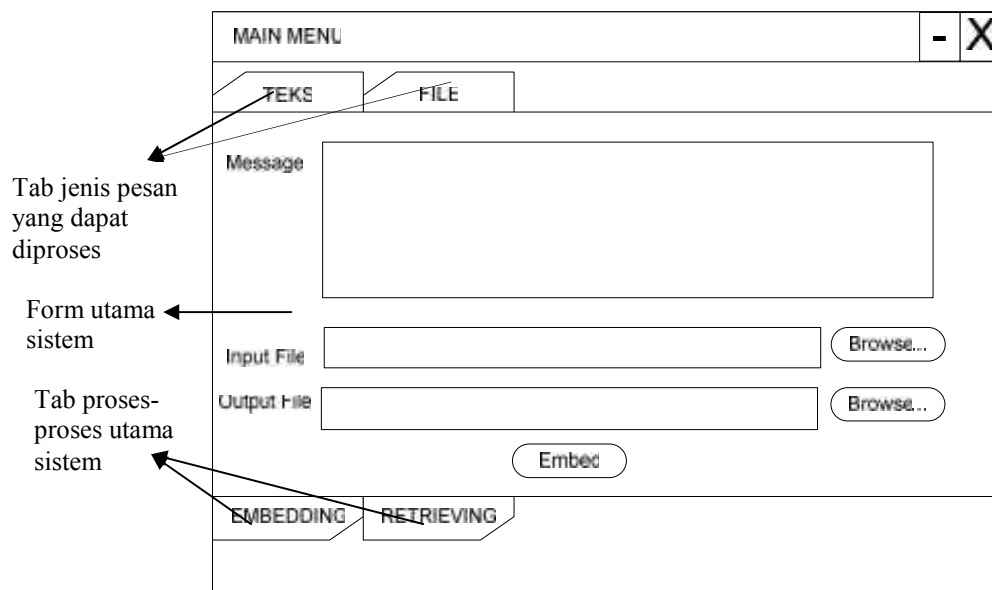 MAIN MENU
- X
TEKS FILE
Message
Tab jenis pesan
yang dapat
diproses
Form utama
sistem
Input File Browse...
Output File Browse...
Tab proses-
proses utama
sistem
Embed
EMBEDDING RETRIEVING